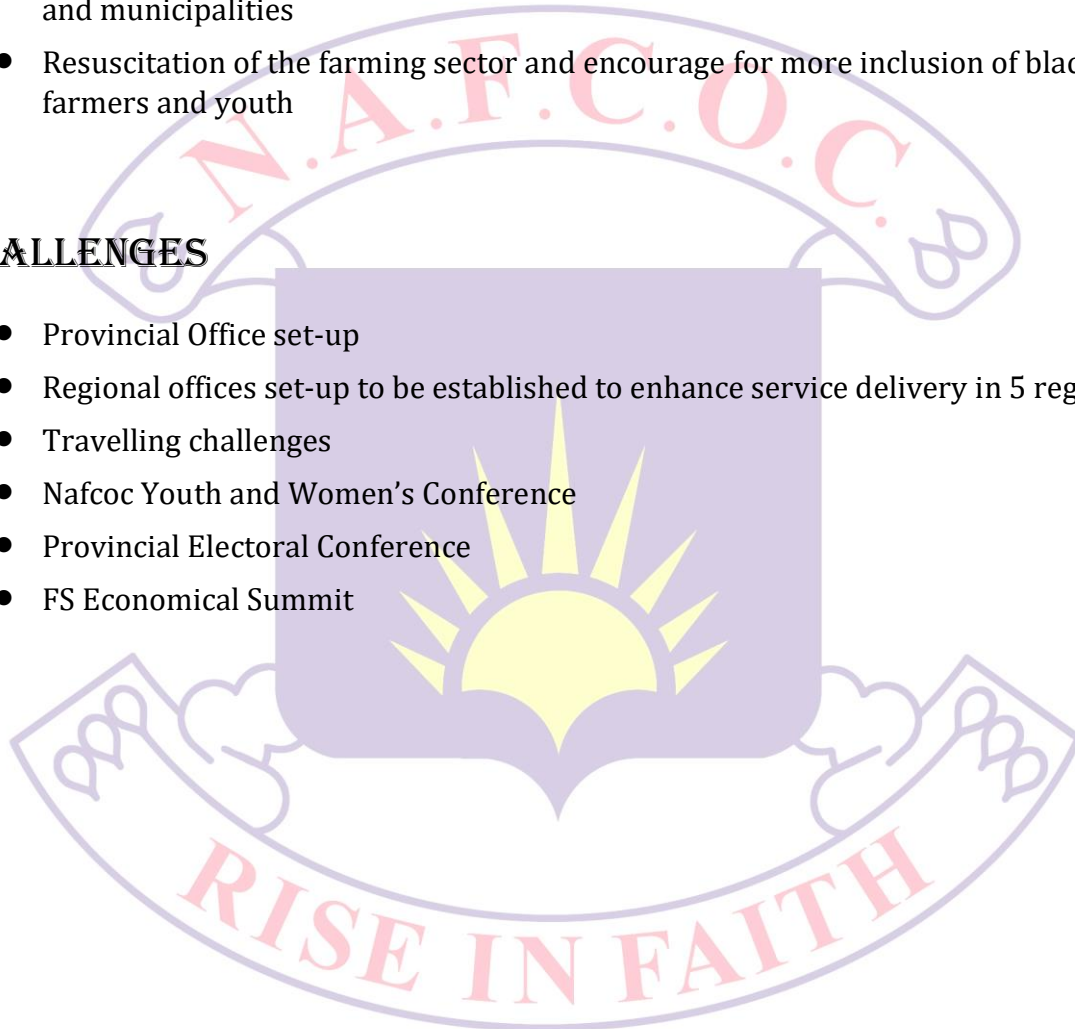 and municipalities
• Resuscitation of the farming sector and encourage for more inclusion of
farmers and youth
N.A.F.C.O.C.
ALLENGES
• Provincial Office set-up
• Regional offices set-up to be established to enhance service delivery in 5
• Travelling challenges
• Nafcoc Youth and Women’s Conference
• Provincial Electoral Conference
• FS Economical Summit
RISE IN FAITH